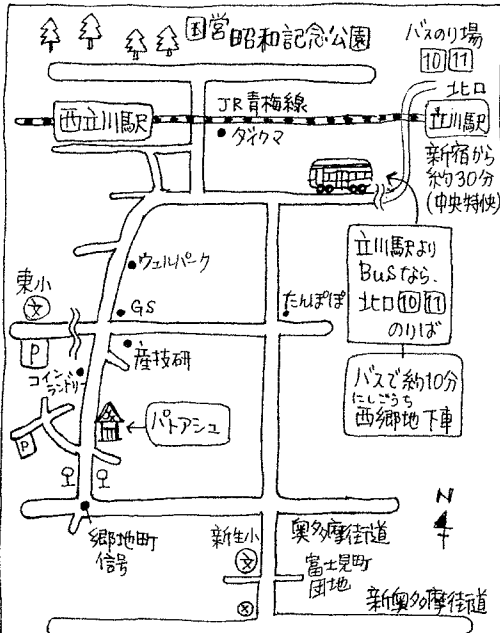 国営昭和記念公園
バスのり場
10 11
北口
JR青梅線
西立川駅
立川駅
ダイクマ
新宿から
約30分
(中央特快)
立川駅より
BUSなら、
北口10 11
のりば
バスで約10分
にしごうち
西郷地下車
ウェルパーク
東小
文
GS
たんぽぽ
P
産技研
コイン
ランドリー
パトアシュ
P
N
郷地町
信号
新生小
文
奥多摩街道
富士見町
団地
新奥多摩街道